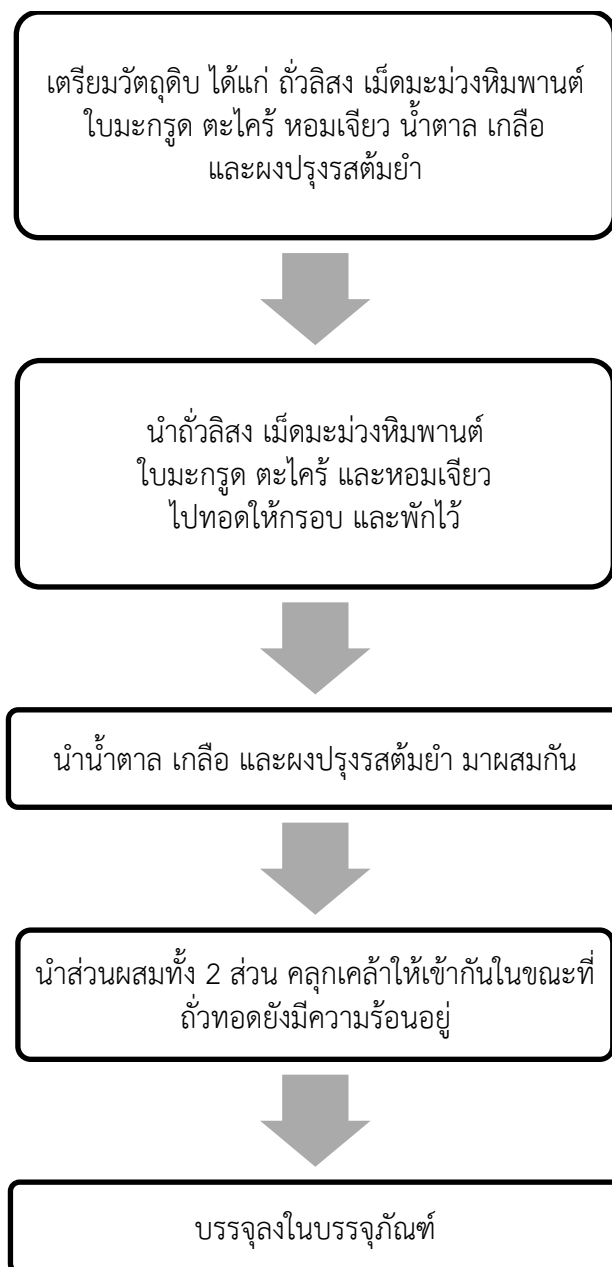 เตรียมวัตถุดิบ ได้แก่ ถั่วลิสง เม็ดมะม่วงหิมพานต์
ใบมะกรูด ตะไคร้ หอมเจียว น้ำตาล เกลือ
และผงปรุงรสต้มยำ
นำถั่วลิสง เม็ดมะม่วงหิมพานต์
ใบมะกรูด ตะไคร้ และหอมเจียว
ไปทอดให้กรอบ และพักไว้
นำน้ำตาล เกลือ และผงปรุงรสต้มยำ มาผสมกัน
นำส่วนผสมทั้ง 2 ส่วน คลุกเคล้าให้เข้ากันในขณะที่
ถั่วทอดยังมีความร้อนอยู่
บรรจุลงในบรรจุภัณฑ์